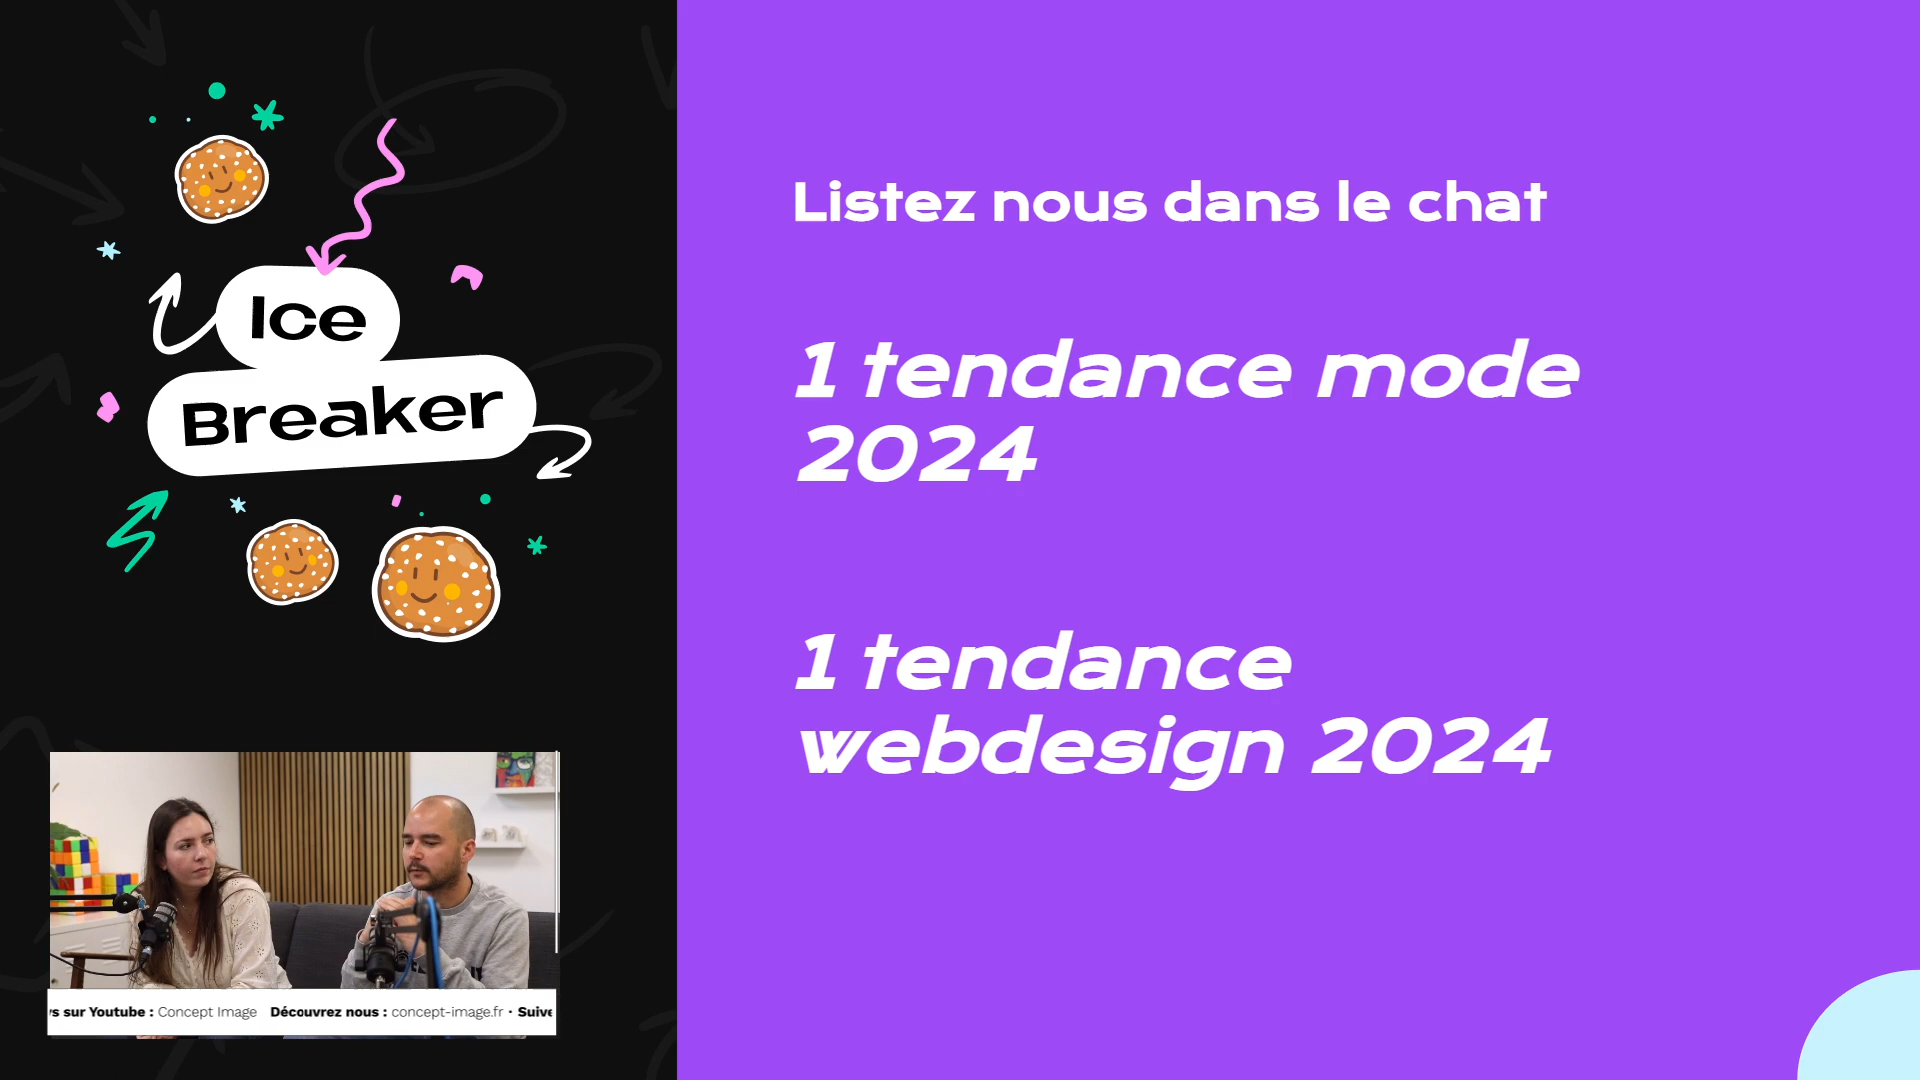 Ice
Breaker
Listez nous dans le chat
1 tendance mode
2024
1 tendance
webdesign 2024
sur Youtube : Concept Image Découvrez nous : concept-image.fr •